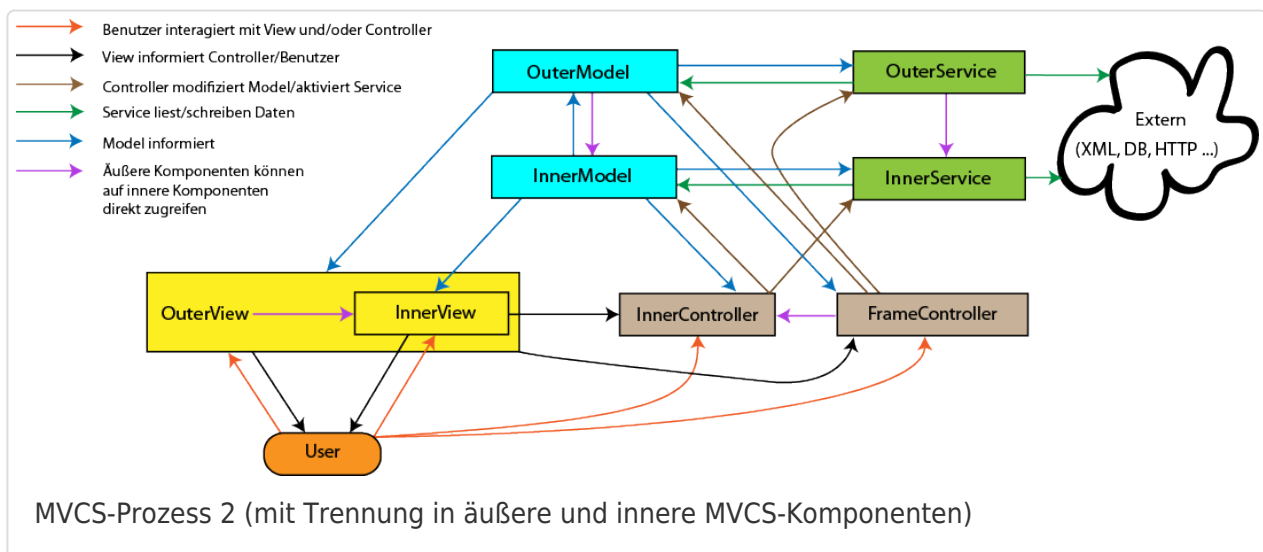 Benutzer interagiert mit View und/oder Controller
View informiert Controller/Benutzer
Controller modifiziert Model/aktiviert Service
Service liest/schreiben Daten
Model informiert
Äußere Komponenten können
auf innere Komponenten
direkt zugreifen
OuterModel
OuterService
Extern
(XML, DB, HTTP ...)
InnerModel
InnerService
OuterView
InnerView
InnerController
FrameController
User
MVCS-Prozess 2 (mit Trennung in äußere und innere MVCS-Komponenten)